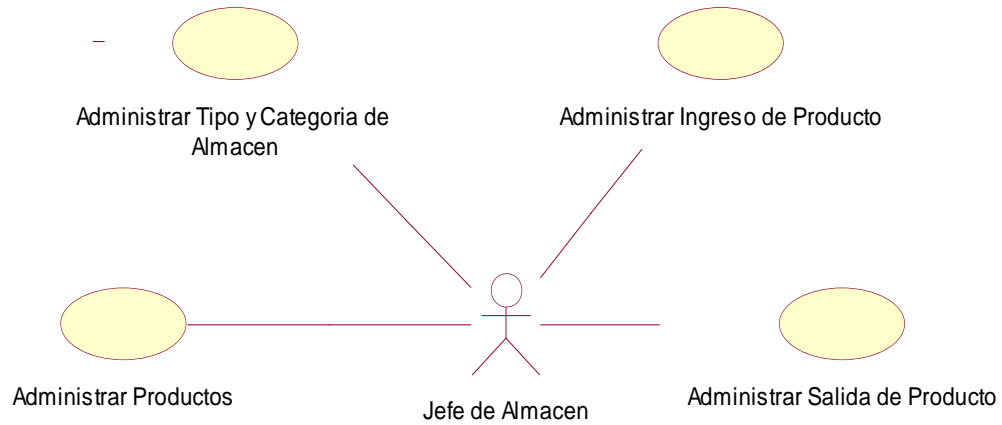 Administrar Tipo y Categoria de
Almacen
Administrar Ingreso de Producto
Administrar Productos
Jefe de Almacen
Administrar Salida de Producto